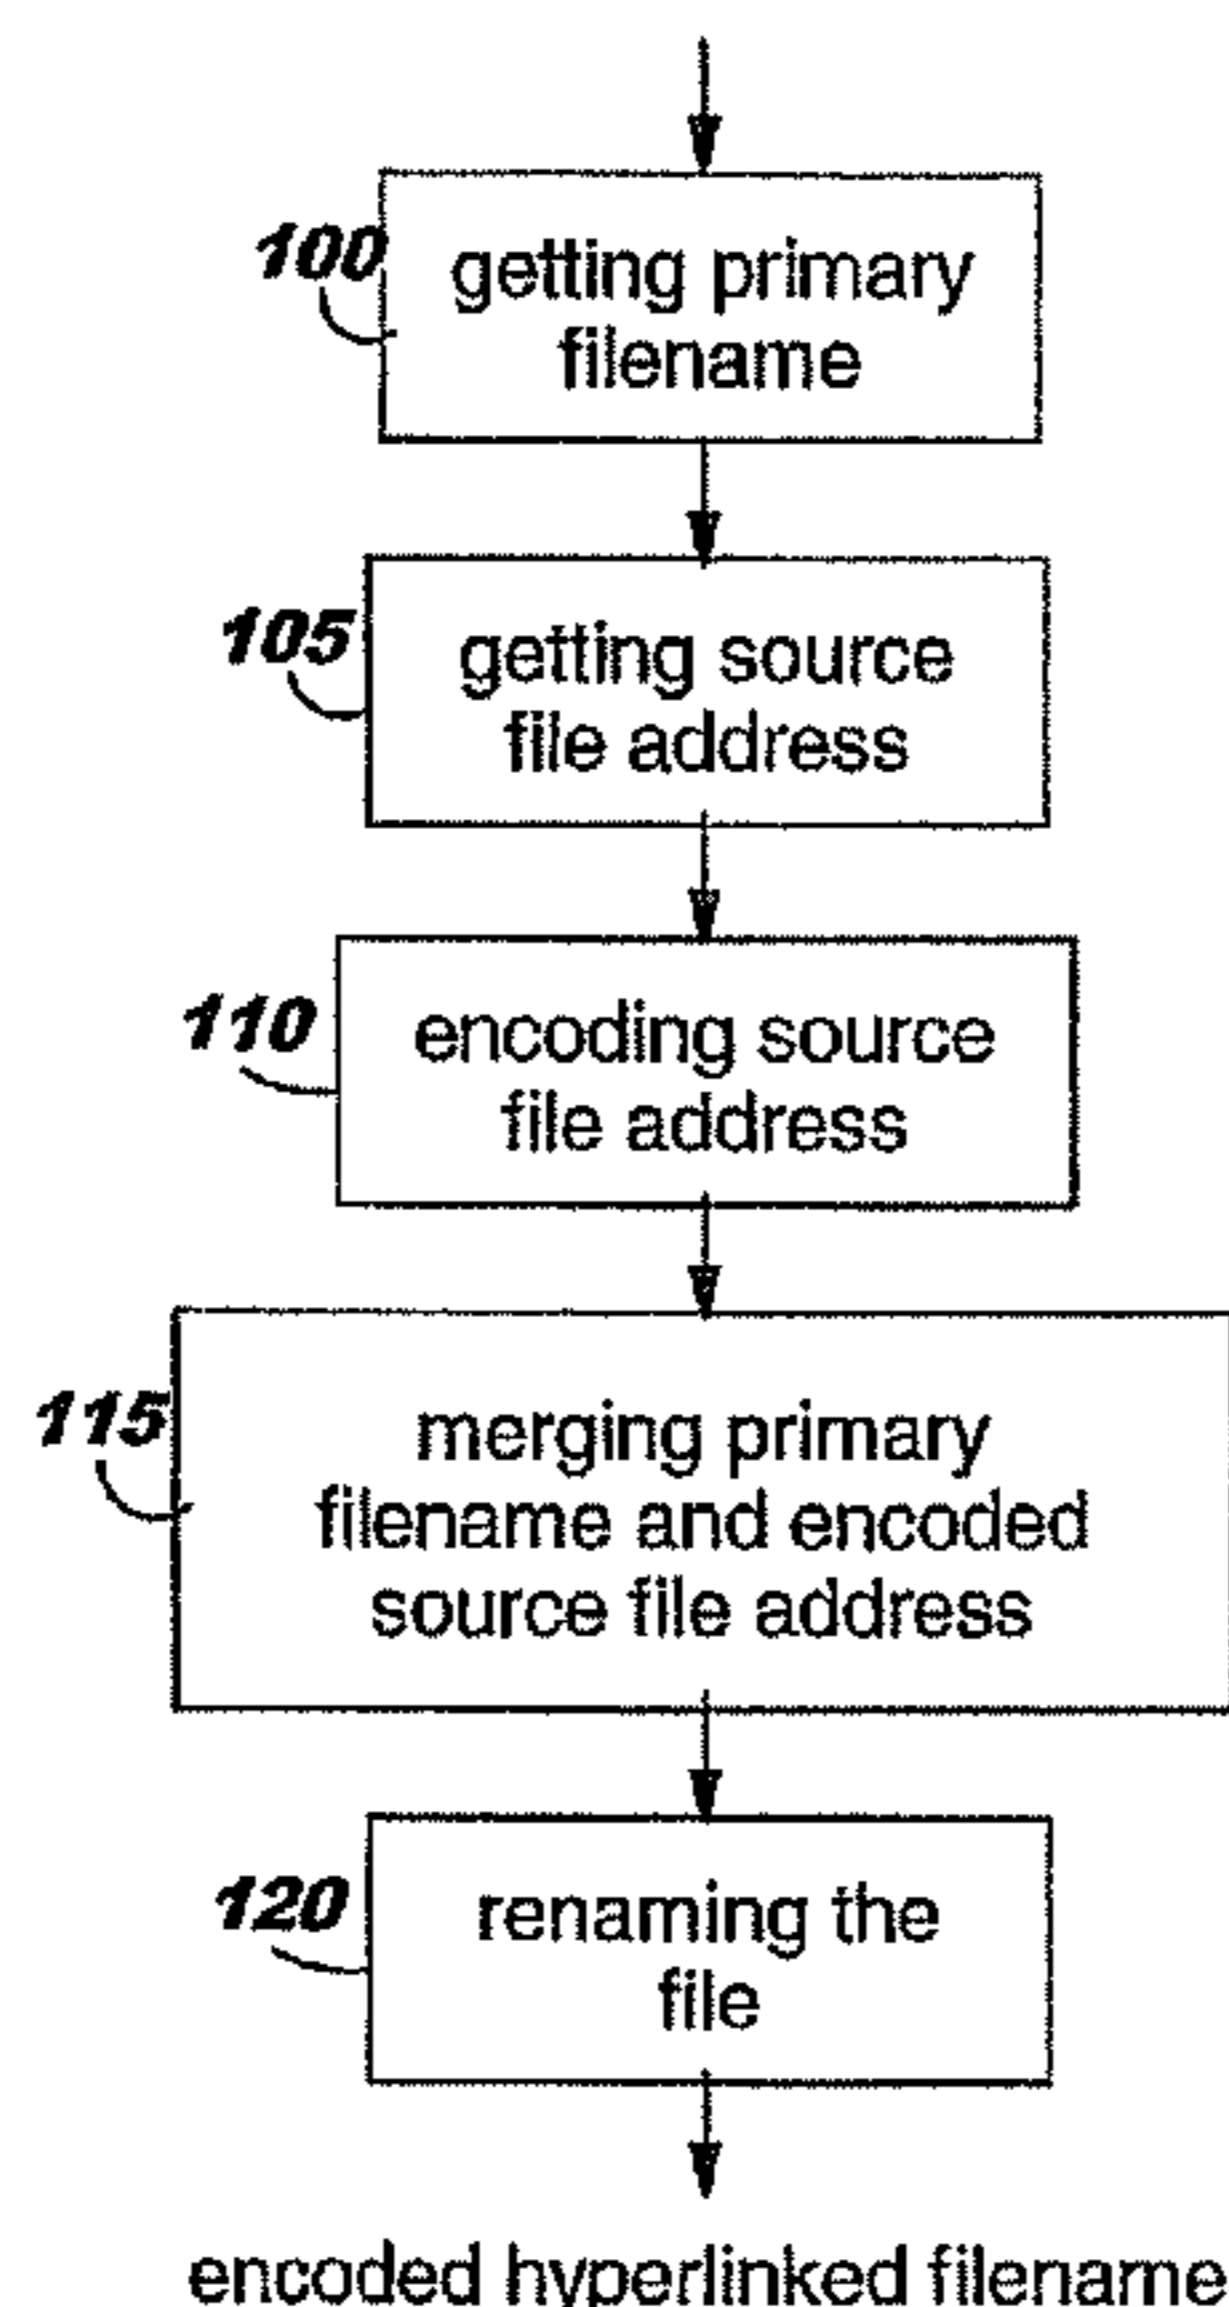 100
getting primary
filename
105
getting source
file address
110
encoding source
file address
115
merging primary
filename and encoded
source file address
120
renaming the
file
encoded hyperlinked filename